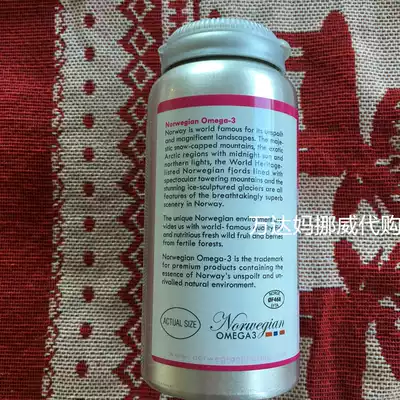 Norwegian Omega-3
Norway is world famous for its unspoilt
and magnificent landscapes. The maje-
stic snow-capped mountains, the exotic
Arctic regions with midnight sun and
northern lights, the World Heritage-
listed Norwegian fjords lined with
spectacular towering mountains and the
stunning ice-sculptured glaciers are all
features of the breathtakingly superb
scenery in Norway.
The unique Norwegian
vides us with world-famous
and nutritious fresh wild fruit and berries
from fertile forests.
Norwegian Omega-3 is the trademark
for premium products containing the
essence of Norway's unspoilt and un-
rivalled natural environment.
ACTUAL SIZE
Norwegian
OMEGA3
万达妈挪威代购